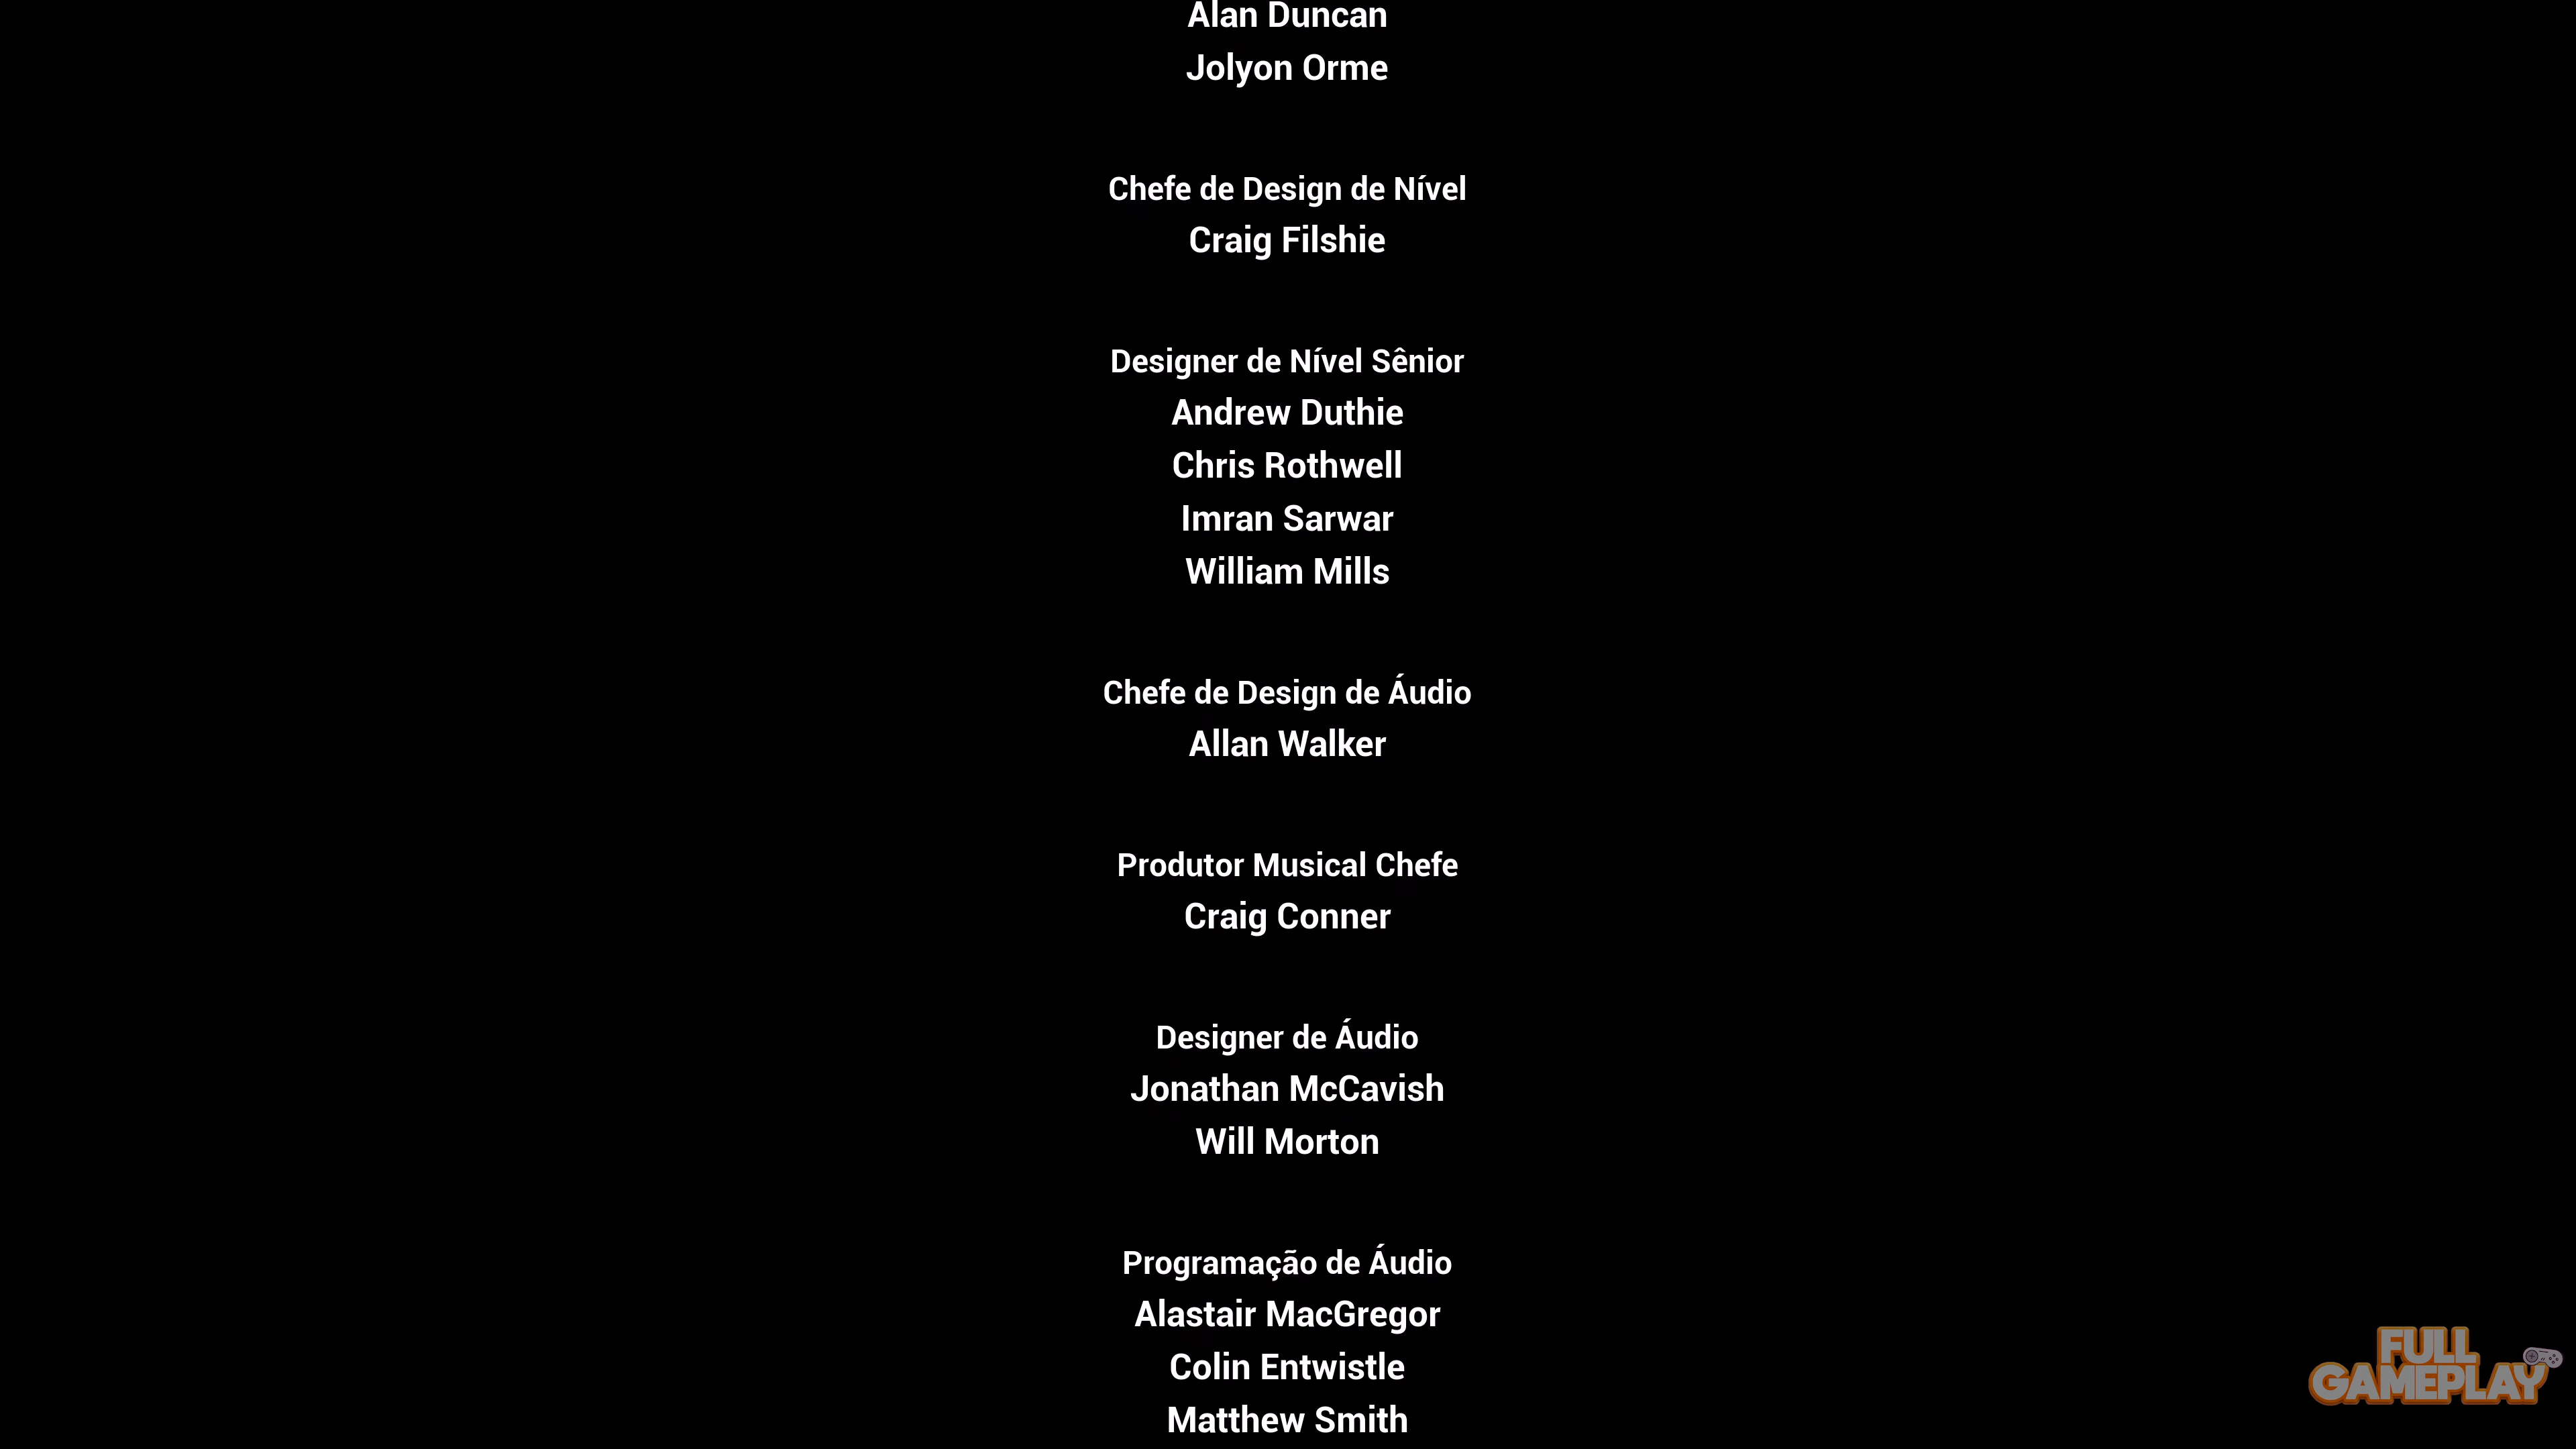 Alan Duncan
Jolyon Orme
Chefe de Design de Nível
Craig Filshie
Designer de Nível Sênior
Andrew Duthie
Chris Rothwell
Imran Sarwar
William Mills
Chefe de Design de Áudio
Allan Walker
Produtor Musical Chefe
Craig Conner
Designer de Áudio
Jonathan McCavish
Will Morton
Programação de Áudio
Alastair MacGregor
Colin Entwistle
Matthew Smith
FULL
GAMEPLAY